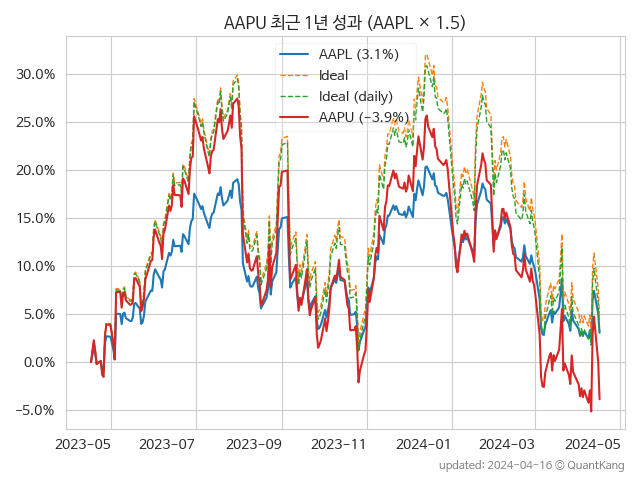 AAPU 최근 1년 성과 (AAPL × 1.5)
AAPL (3.1%)
Ideal
Ideal (daily)
AAPU (−3.9%)
30.0%
25.0%
20.0%
15.0%
10.0%
5.0%
0.0%
−5.0%
2023−05
2023−07
2023−09
2023−11
2024−01
2024−03
2024−05
updated: 2024−04−16 ⓒ QuantKang